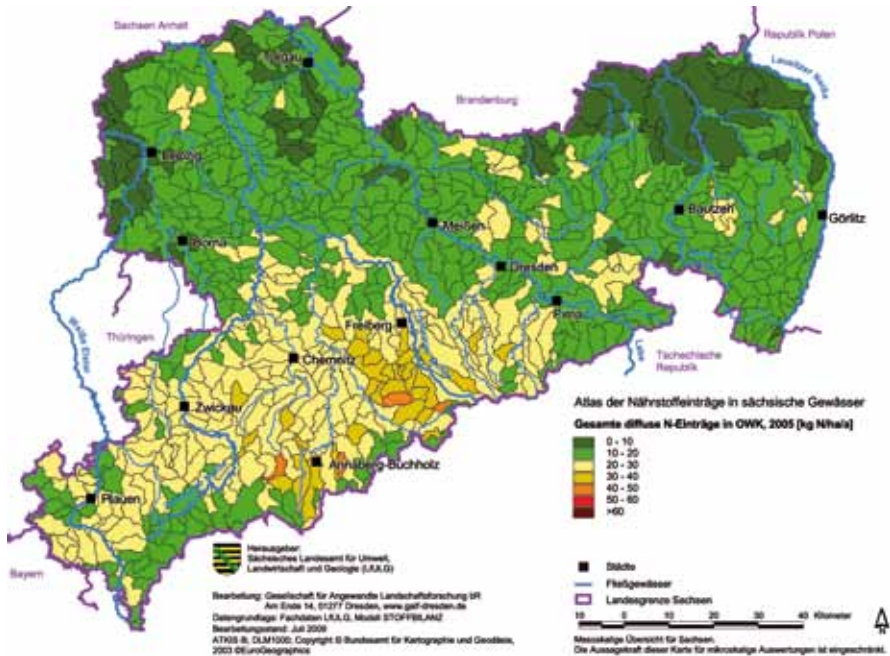 Sachsen Anhalt
Republik Polen
Torgau
Lausitzer Neiße
Brandenburg
Leipzig
Bautzen
Görlitz
Meißen
Borna
Dresden
Pirna
Freiberg
Weiße Elster
Thüringen
Chemnitz
Elbe
Tschechische
Republik
Zwickau
Annaberg-Buchholz
Plauen
Bayern
Atlas der Nährstoffeinträge in sächsische Gewässer
Gesamte diffuse N-Einträge in OWK, 2005 [kg N/ha/a]
0 - 10
10 - 20
20 - 30
30 - 40
40 - 50
50 - 60
>60
Herausgeber:
Sächsisches Landesamt für Umwelt,
Landwirtschaft und Geologie (LfULG)
Bearbeitung: Gesellschaft für Angewandte Landschaftsforschung bR
Am Ende 14, 01277 Dresden, www.galf-dresden.de
Datengrundlage: Fachdaten LfULG, Modell STOFFBILANZ
Bearbeitungsstand: Juli 2009
ATKIS ®, DLM1000; Copyright © Bundesamt für Kartographie und Geodäsie,
2003 ©EuroGeographics
Städte
Fließgewässer
Landesgrenze Sachsen
10 5 0 10 20 30 40 Kilometer
N
Mesoskalige Übersicht für Sachsen.
Die Aussagekraft dieser Karte für mikroskalige Auswertungen ist eingeschränkt.